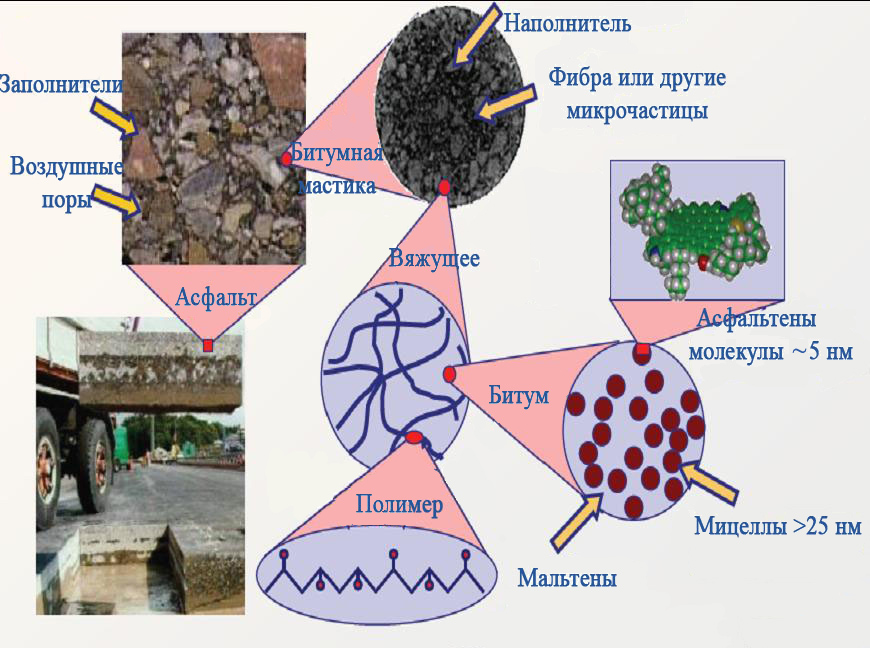 Наполнитель
Заполнители
Фибра или другие
микрочастицы
Воздушные
поры
Битумная
мастика
Вяжущее
Асфальт
Асфальтены
молекулы ~5 нм
Битум
Полимер
Мицеллы >25 нм
Мальтены